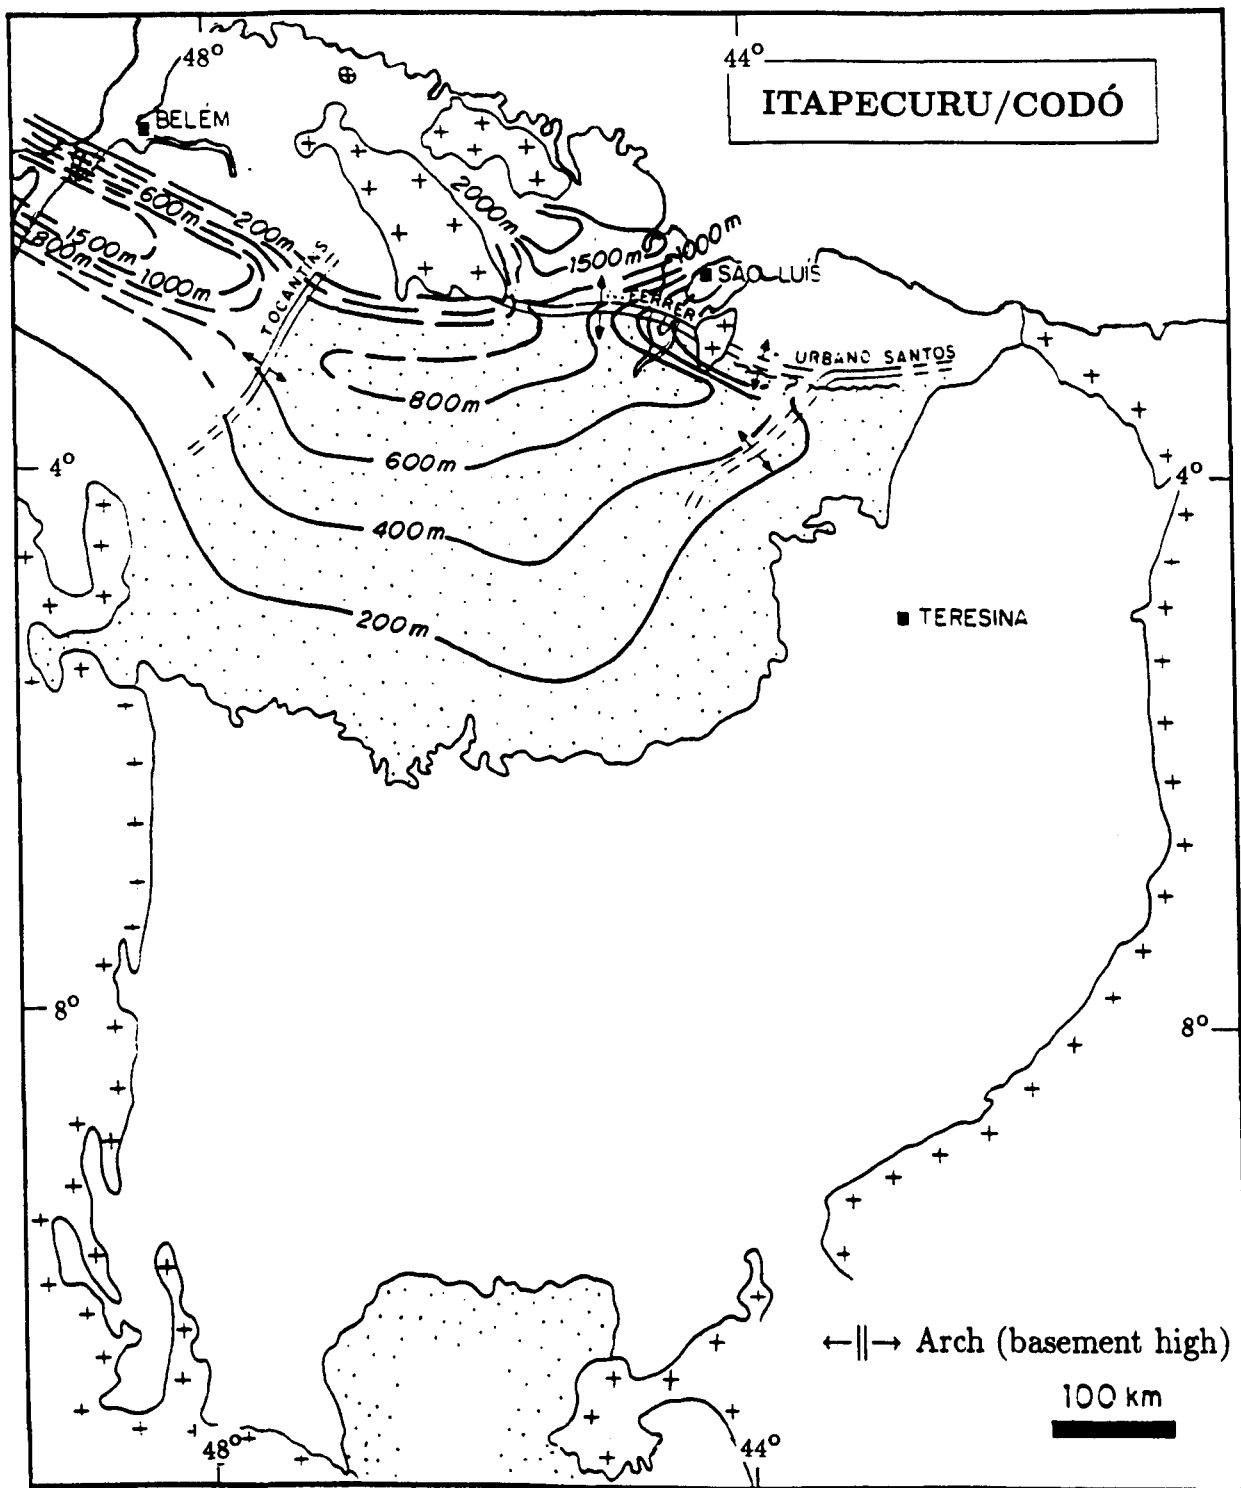 48°
44°
ITAPECURU/CODÓ
BELÉM
600m
200m
2000m
1500m
800m
1000m
1500m
1000m
SÃO LUÍS
TOCANTINS
FERRER
URBANO SANTOS
800m
600m
4°
4°
400m
200m
TERESINA
8°
8°
←||→ Arch (basement high)
100 km
48°
44°